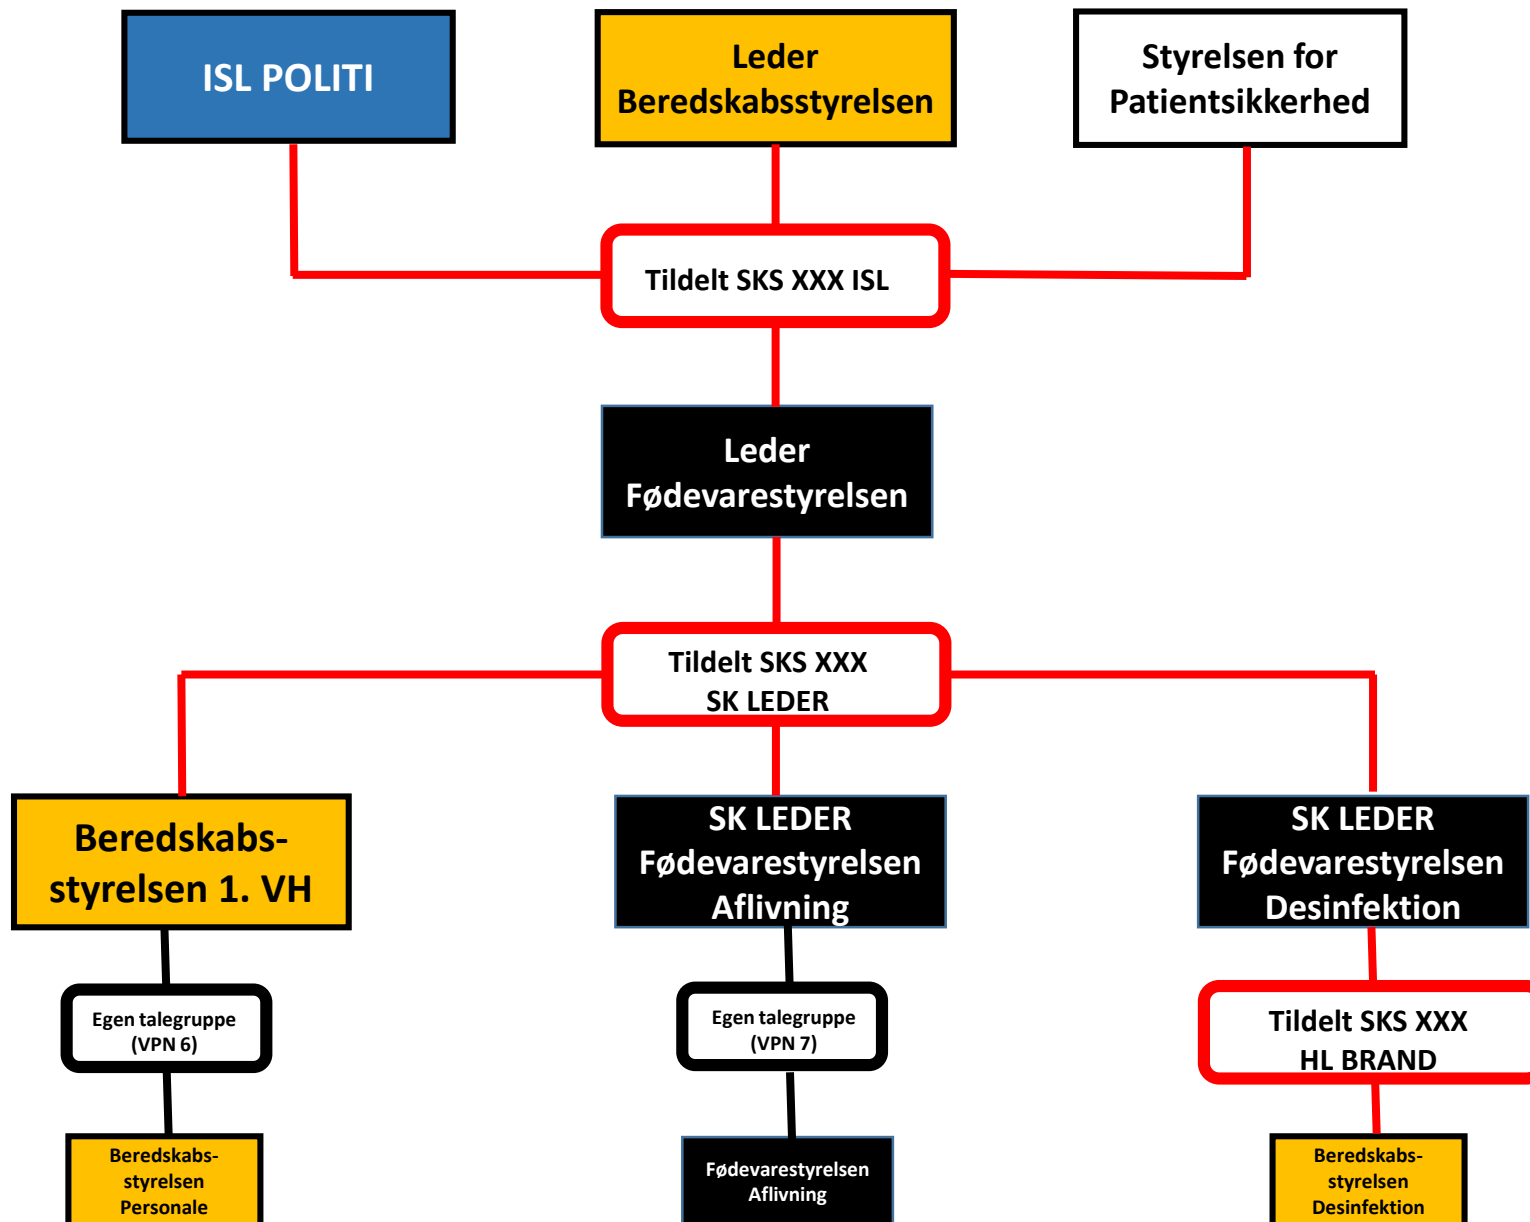 ISL POLITI
Leder
Beredskabsstyrelsen
Styrelsen for
Patientsikkerhed
Tildelt SKS XXX ISL
Leder
Fødevarestyrelsen
Tildelt SKS XXX
SK LEDER
Beredskabs-
styrelsen 1. VH
SK LEDER
Fødevarestyrelsen
Aflivning
SK LEDER
Fødevarestyrelsen
Desinfektion
Egen talegruppe
(VPN 6)
Egen talegruppe
(VPN 7)
Tildelt SKS XXX
HL BRAND
Beredskabs-
styrelsen
Personale
Fødevarestyrelsen
Aflivning
Beredskabs-
styrelsen
Desinfektion